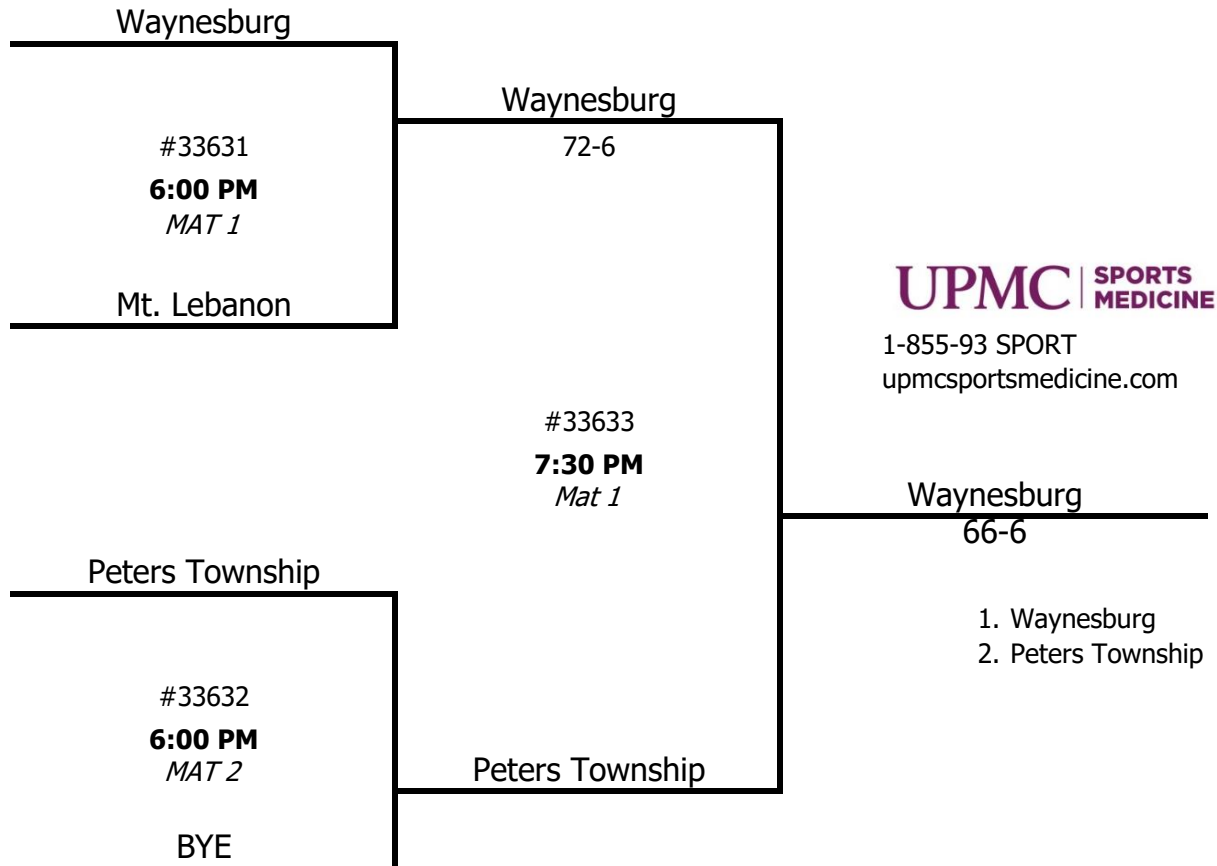 Waynesburg
Waynesburg
#33631
72-6
6:00 PM
MAT 1
UPMC SPORTS
MEDICINE
Mt. Lebanon
1-855-93 SPORT
upmcsportsmedicine.com
#33633
7:30 PM
Mat 1
Waynesburg
66-6
Peters Township
1. Waynesburg
2. Peters Township
#33632
6:00 PM
MAT 2
Peters Township
BYE